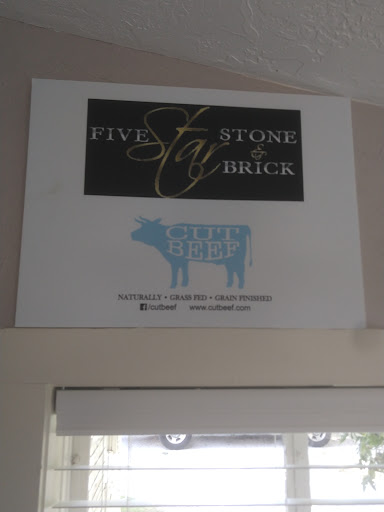 FIVE Star STONE
& BRICK
CUT
BEEF
NATURALLY • GRASS FED • GRAIN FINISHED
f/cutbeef www.cutbeef.com